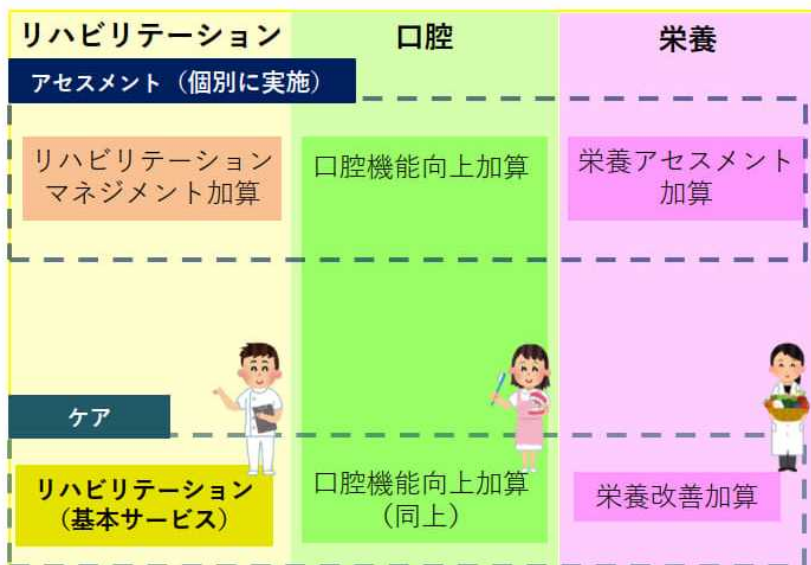 リハビリテーション
口腔
栄養
アセスメント（個別に実施）
リハビリテーション
マネジメント加算
口腔機能向上加算
栄養アセスメント
加算
ケア
リハビリテーション
（基本サービス）
口腔機能向上加算
（同上）
栄養改善加算